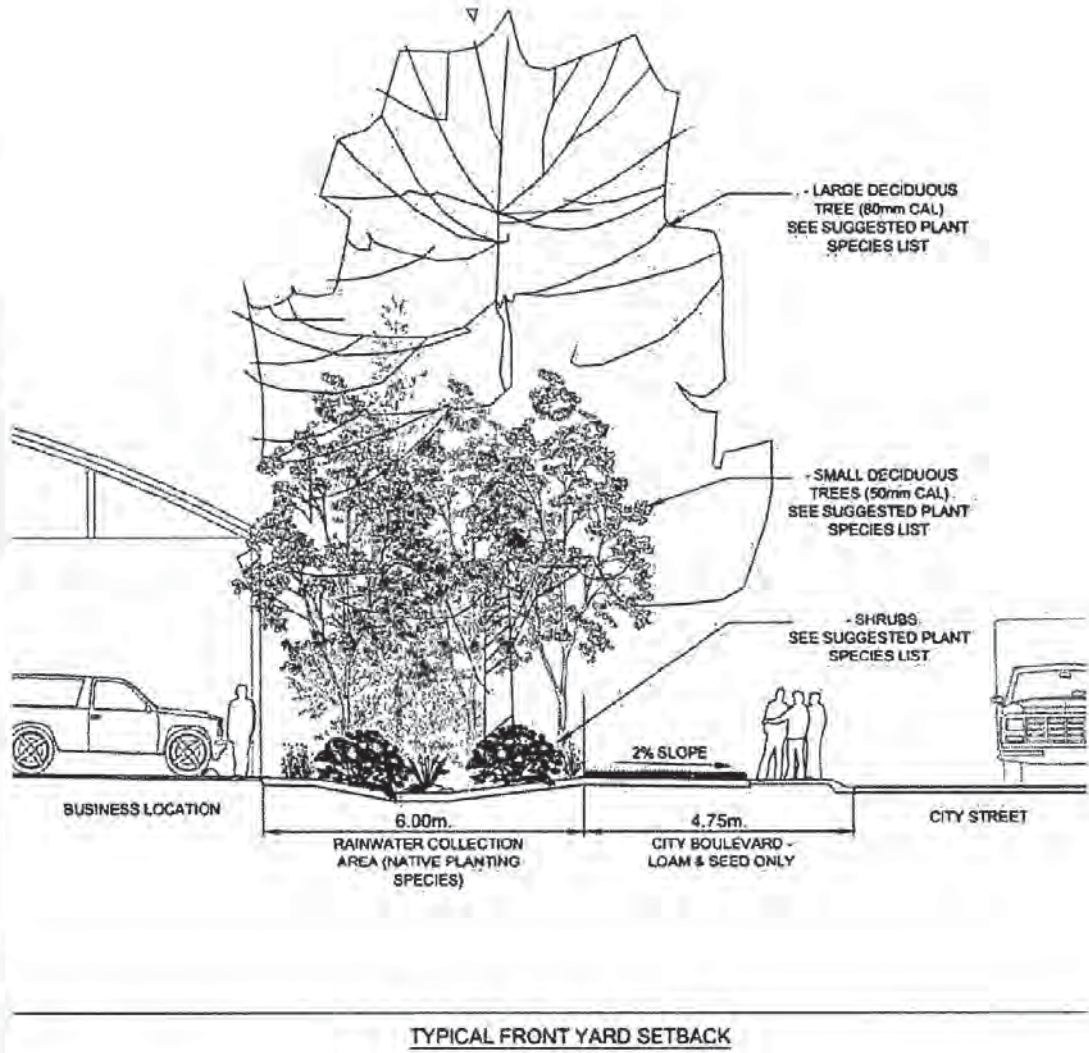 - LARGE DECIDUOUS
TREE (80mm CAL)
SEE SUGGESTED PLANT
SPECIES LIST
- SMALL DECIDUOUS
TREES (50mm CAL)
SEE SUGGESTED PLANT
SPECIES LIST
- SHRUBS
SEE SUGGESTED PLANT
SPECIES LIST
2% SLOPE
BUSINESS LOCATION
6.00m.
RAINWATER COLLECTION
AREA (NATIVE PLANTING
SPECIES)
4.75m.
CITY BOULEVARD -
LOAM & SEED ONLY
CITY STREET
TYPICAL FRONT YARD SETBACK